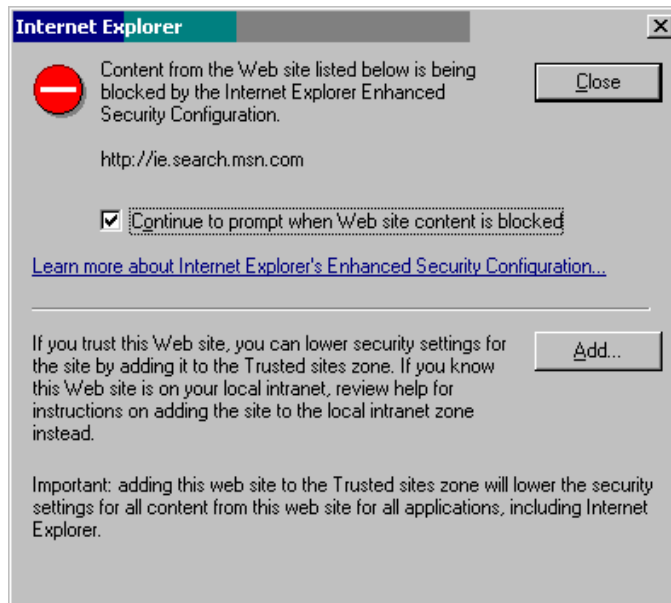 Internet Explorer
Content from the Web site listed below is being
blocked by the Internet Explorer Enhanced
Security Configuration.
Close
http://ie.search.msn.com
Continue to prompt when Web site content is blocked
Learn more about Internet Explorer's Enhanced Security Configuration...
If you trust this Web site, you can lower security settings for
the site by adding it to the Trusted sites zone. If you know
this Web site is on your local intranet, review help for
instructions on adding the site to the local intranet zone
instead.
Add...
Important: adding this web site to the Trusted sites zone will lower the security
settings for all content from this web site for all applications, including Internet
Explorer.